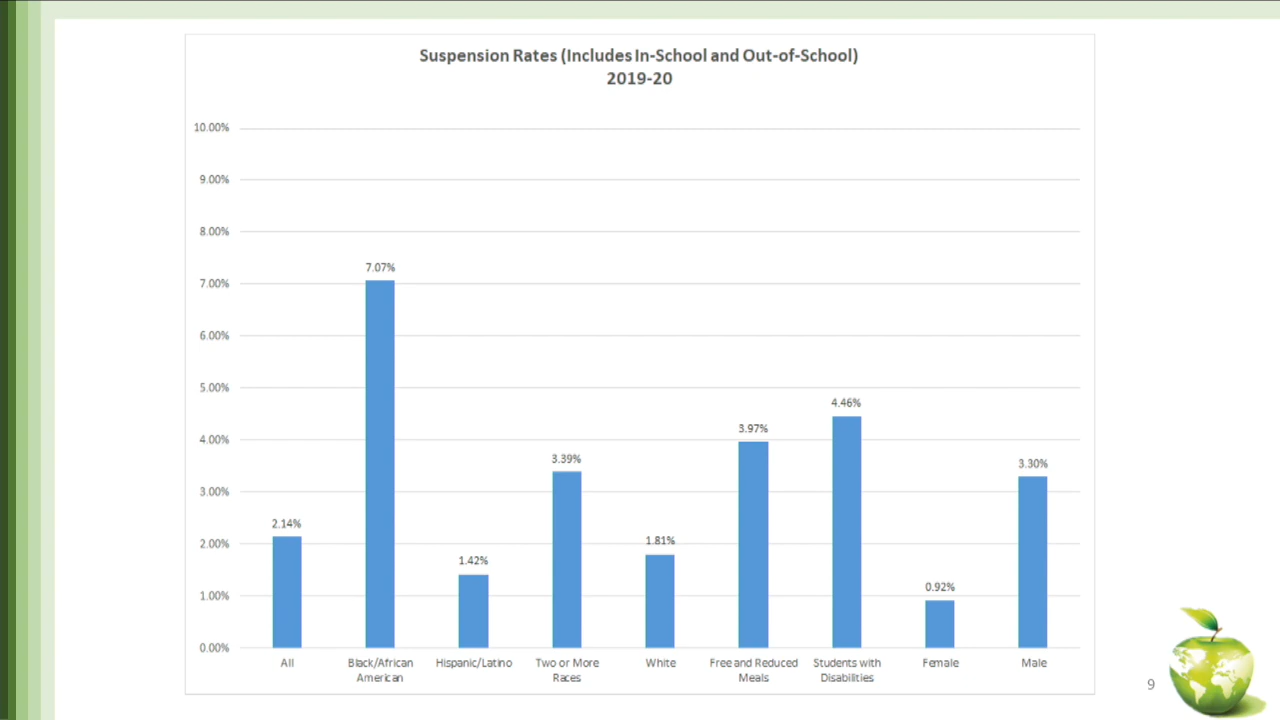 Suspension Rates (Includes In-School and Out-of-School)
2019-20
10.00%
9.00%
8.00%
7.00%
6.00%
5.00%
4.00%
3.00%
2.00%
1.00%
0.00%
2.14%
7.07%
1.42%
3.39%
1.81%
3.97%
4.46%
0.92%
3.30%
All
Black/African
American
Hispanic/Latino
Two or More
Races
White
Free and Reduced
Meals
Students with
Disabilities
Female
Male
9